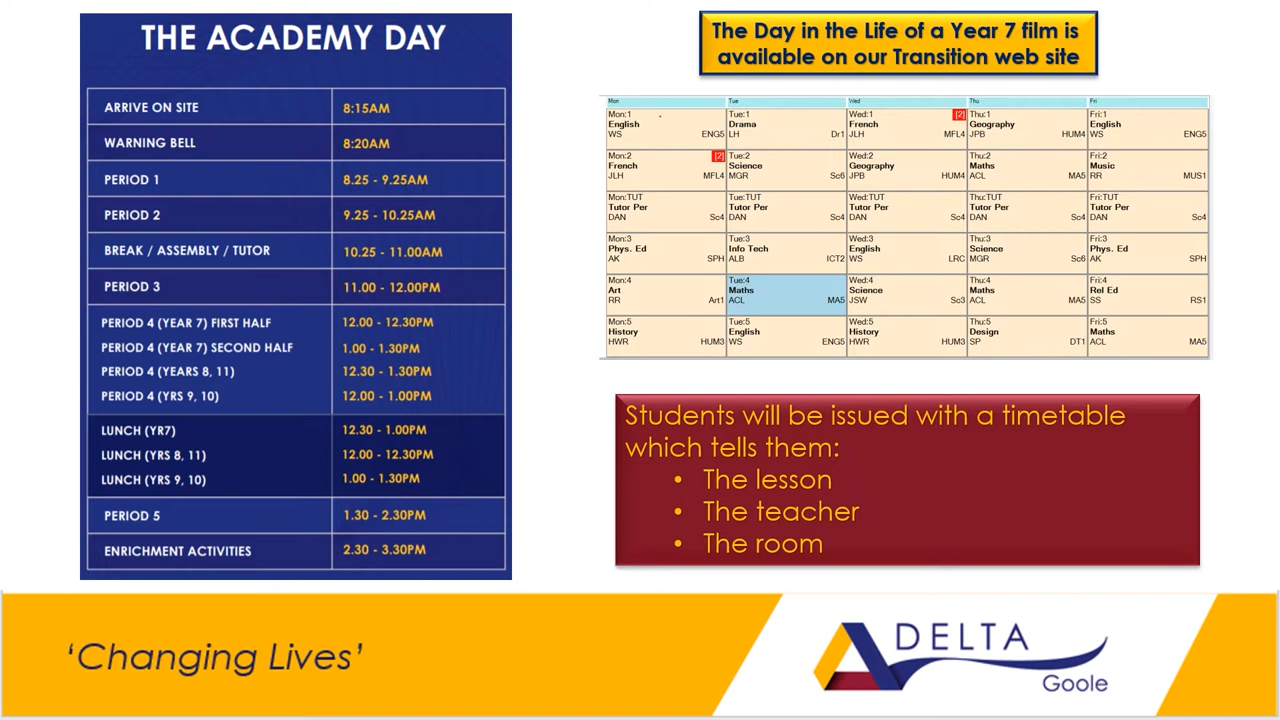 THE ACADEMY DAY
ARRIVE ON SITE 8:15AM
WARNING BELL 8:20AM
PERIOD 1 8.25 - 9.25AM
PERIOD 2 9.25 - 10.25AM
BREAK / ASSEMBLY / TUTOR 10.25 - 11.00AM
PERIOD 3 11.00 - 12.00PM
PERIOD 4 (YEAR 7) FIRST HALF 12.00 - 12.30PM
PERIOD 4 (YEAR 7) SECOND HALF 1.00 - 1.30PM
PERIOD 4 (YEARS 8, 11) 12.30 - 1.30PM
PERIOD 4 (YRS 9, 10) 12.00 - 1.00PM
LUNCH (YR7) 12.30 - 1.00PM
LUNCH (YRS 8, 11) 12.00 - 12.30PM
LUNCH (YRS 9, 10) 1.00 - 1.30PM
PERIOD 5 1.30 - 2.30PM
ENRICHMENT ACTIVITIES 2.30 - 3.30PM
The Day in the Life of a Year 7 film is
available on our Transition web site
Mon Tue Wed Thu Fri
Mon:1 Tue:1 Wed:1 [2] Thu:1 Fri:1
English Drama French Geography English
WS ENG5 LH Dr1 JLH MFL4 JPB HUM4 WS ENG5
Mon:2 [2] Tue:2 Wed:2 Thu:2 Fri:2
French Science Geography Maths Music
JLH MFL4 MGR Sc6 JPB HUM4 ACL MA5 RR MUS1
Mon:TUT Tue:TUT Wed:TUT Thu:TUT Fri:TUT
Tutor Per Tutor Per Tutor Per Tutor Per Tutor Per
DAN Sc4 DAN Sc4 DAN Sc4 DAN Sc4 DAN Sc4
Mon:3 Tue:3 Wed:3 Thu:3 Fri:3
Phys. Ed Info Tech English Science Phys. Ed
AK SPH ALB ICT2 WS LRC MGR Sc6 AK SPH
Mon:4 Tue:4 Wed:4 Thu:4 Fri:4
Art Maths Science Maths Rel Ed
RR Art1 ACL MA5 JSW Sc3 ACL MA5 SS RS1
Mon:5 Tue:5 Wed:5 Thu:5 Fri:5
History English History Design Maths
HWR HUM3 WS ENG5 HWR HUM3 SP DT1 ACL MA5
Students will be issued with a timetable
which tells them:
• The lesson
• The teacher
• The room
‘Changing Lives’
DELTA
Goole